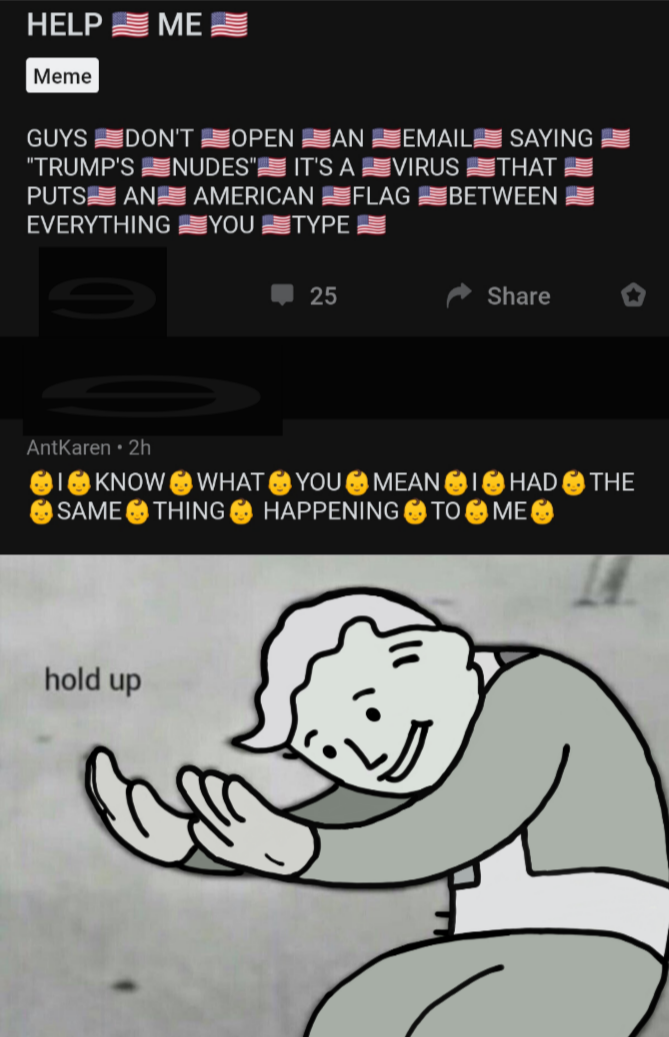 HELP 🇺🇸 ME 🇺🇸
Meme
GUYS 🇺🇸DON'T 🇺🇸OPEN 🇺🇸AN 🇺🇸EMAIL🇺🇸 SAYING 🇺🇸
"TRUMP'S 🇺🇸NUDES"🇺🇸 IT'S A 🇺🇸VIRUS 🇺🇸THAT 🇺🇸
PUTS🇺🇸 AN🇺🇸 AMERICAN 🇺🇸FLAG 🇺🇸BETWEEN 🇺🇸
EVERYTHING 🇺🇸YOU 🇺🇸TYPE 🇺🇸
25 Share
AntKaren • 2h
👶I👶KNOW👶WHAT👶YOU👶MEAN👶I👶HAD👶THE
👶SAME👶THING👶 HAPPENING👶TO👶ME👶
hold up